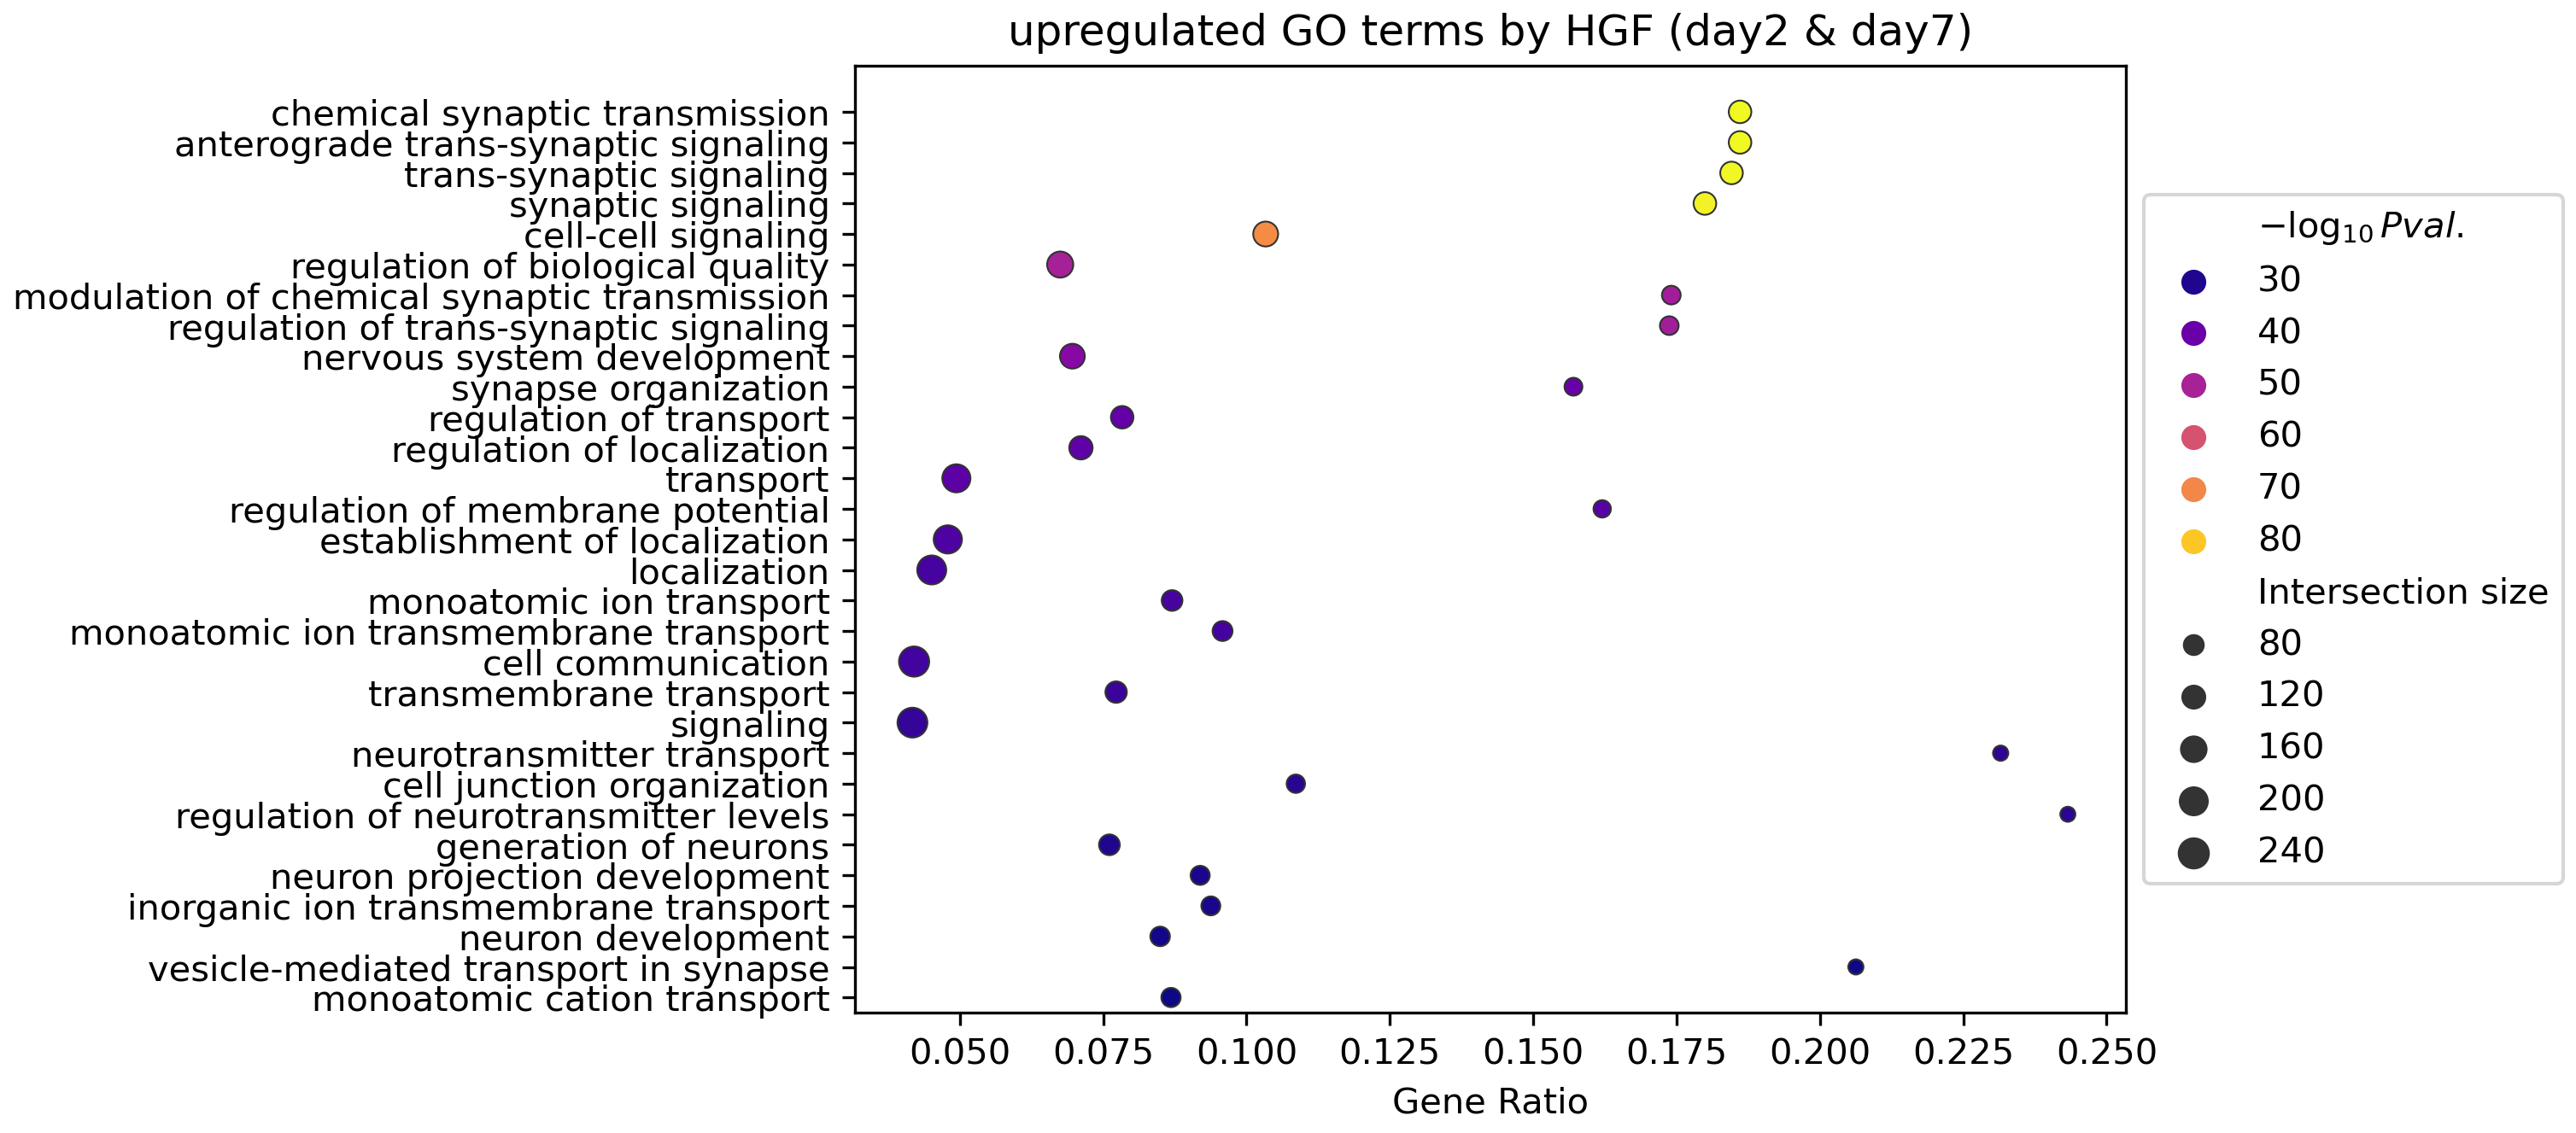 upregulated GO terms by HGF (day2 & day7)
chemical synaptic transmission
anterograde trans-synaptic signaling
trans-synaptic signaling
synaptic signaling
cell-cell signaling
regulation of biological quality
modulation of chemical synaptic transmission
regulation of trans-synaptic signaling
nervous system development
synapse organization
regulation of transport
regulation of localization
transport
regulation of membrane potential
establishment of localization
localization
monoatomic ion transport
monoatomic ion transmembrane transport
cell communication
transmembrane transport
signaling
neurotransmitter transport
cell junction organization
regulation of neurotransmitter levels
generation of neurons
neuron projection development
inorganic ion transmembrane transport
neuron development
vesicle-mediated transport in synapse
monoatomic cation transport
0.050 0.075 0.100 0.125 0.150 0.175 0.200 0.225 0.250
Gene Ratio
−log₁₀ Pval.
30
40
50
60
70
80
Intersection size
80
120
160
200
240